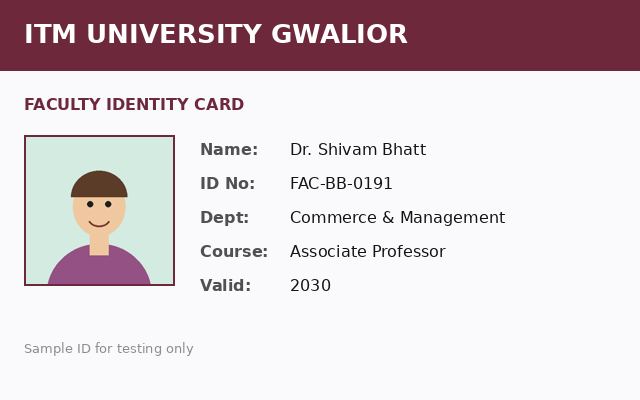 ITM UNIVERSITY GWALIOR
FACULTY IDENTITY CARD
Name: Dr. Shivam Bhatt
ID No: FAC-BB-0191
Dept: Commerce & Management
Course: Associate Professor
Valid: 2030
Sample ID for testing only